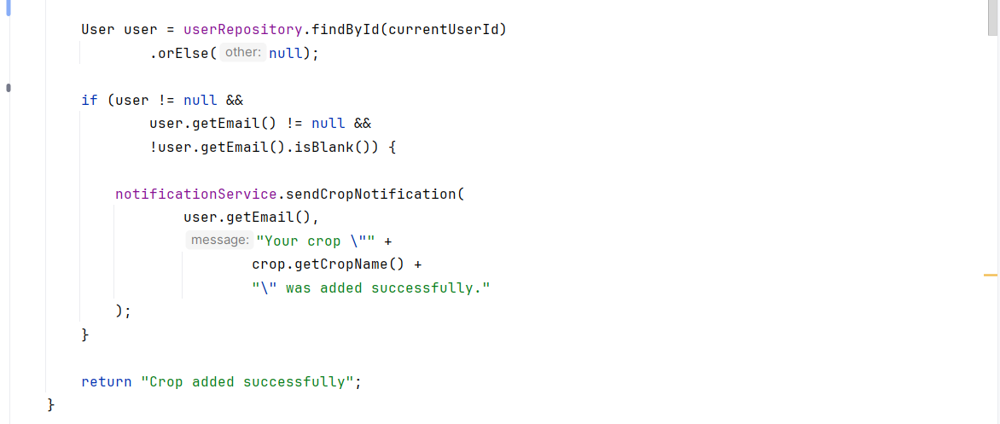 User user = userRepository.findById(currentUserId)
.orElse( other: null);
if (user != null &&
user.getEmail() != null &&
!user.getEmail().isBlank()) {
notificationService.sendCropNotification(
user.getEmail(),
message: "Your crop \"" +
crop.getCropName() +
"\" was added successfully."
);
}
return "Crop added successfully";
}